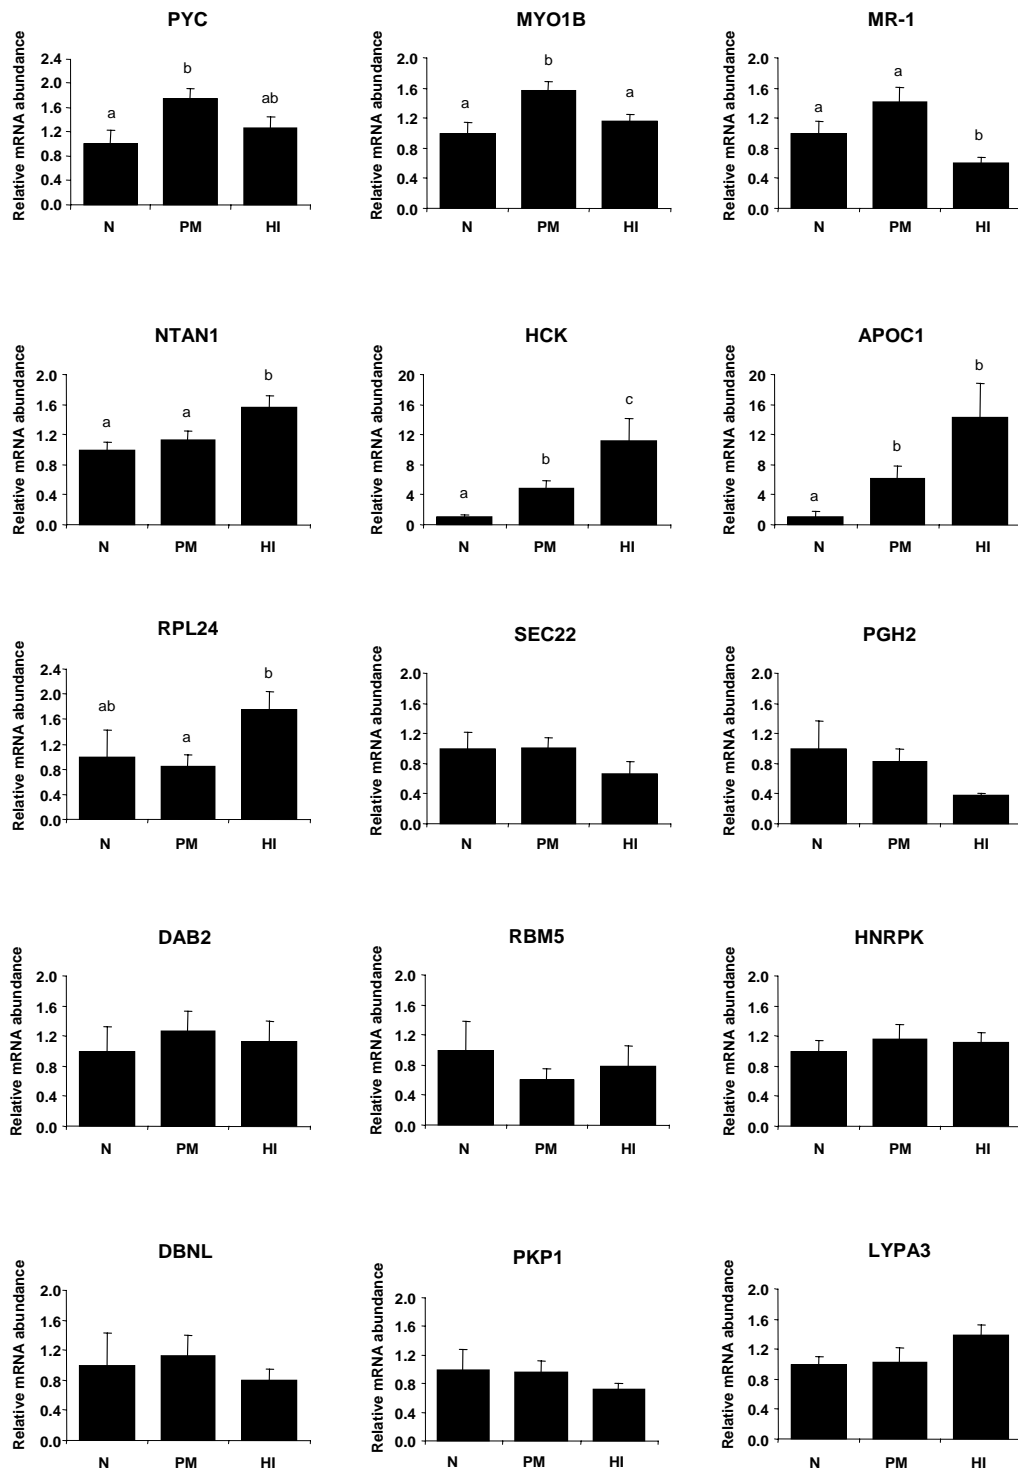 PYC
Relative mRNA abundance
2.4
2.0
1.6
1.2
0.8
0.4
0.0
a
b
ab
N PM HI
MYO1B
Relative mRNA abundance
2.0
1.6
1.2
0.8
0.4
0.0
a
b
a
N PM HI
MR-1
Relative mRNA abundance
2.0
1.6
1.2
0.8
0.4
0.0
a
a
b
N PM HI
NTAN1
Relative mRNA abundance
2.0
1.6
1.2
0.8
0.4
0.0
a
a
b
N PM HI
HCK
Relative mRNA abundance
20
16
12
8
4
0
a
b
c
N PM HI
APOC1
Relative mRNA abundance
20
16
12
8
4
0
a
b
b
N PM HI
RPL24
Relative mRNA abundance
2.4
2.0
1.6
1.2
0.8
0.4
0.0
ab
a
b
N PM HI
SEC22
Relative mRNA abundance
2.0
1.6
1.2
0.8
0.4
0.0
N PM HI
PGH2
Relative mRNA abundance
2.0
1.6
1.2
0.8
0.4
0.0
N PM HI
DAB2
Relative mRNA abundance
2.0
1.6
1.2
0.8
0.4
0.0
N PM HI
RBM5
Relative mRNA abundance
2.0
1.6
1.2
0.8
0.4
0.0
N PM HI
HNRPK
Relative mRNA abundance
2.0
1.6
1.2
0.8
0.4
0.0
N PM HI
DBNL
Relative mRNA abundance
2.0
1.6
1.2
0.8
0.4
0.0
N PM HI
PKP1
Relative mRNA abundance
2.0
1.6
1.2
0.8
0.4
0.0
N PM HI
LYPA3
Relative mRNA abundance
2.0
1.6
1.2
0.8
0.4
0.0
N PM HI